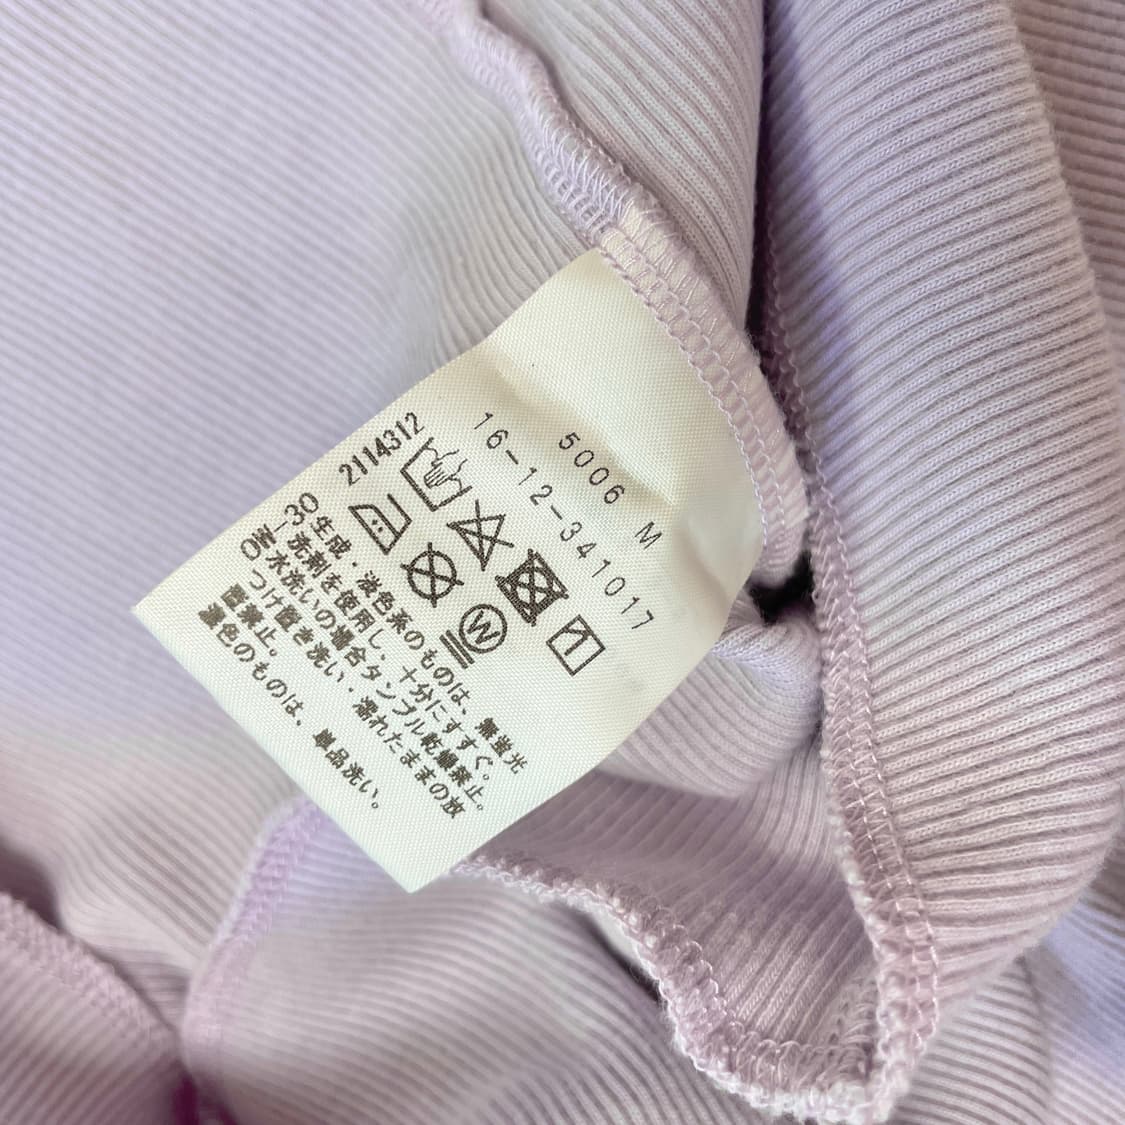 5006 M
16-12-341017
2114312
OW-30
生成・淡色系のものは、無蛍光
洗剤を使用し、十分にすすぐ。
水洗いの場合タンブル乾燥禁止。
つけ置き洗い・濡れたままの放
置禁止。
濃色のものは、単品洗い。